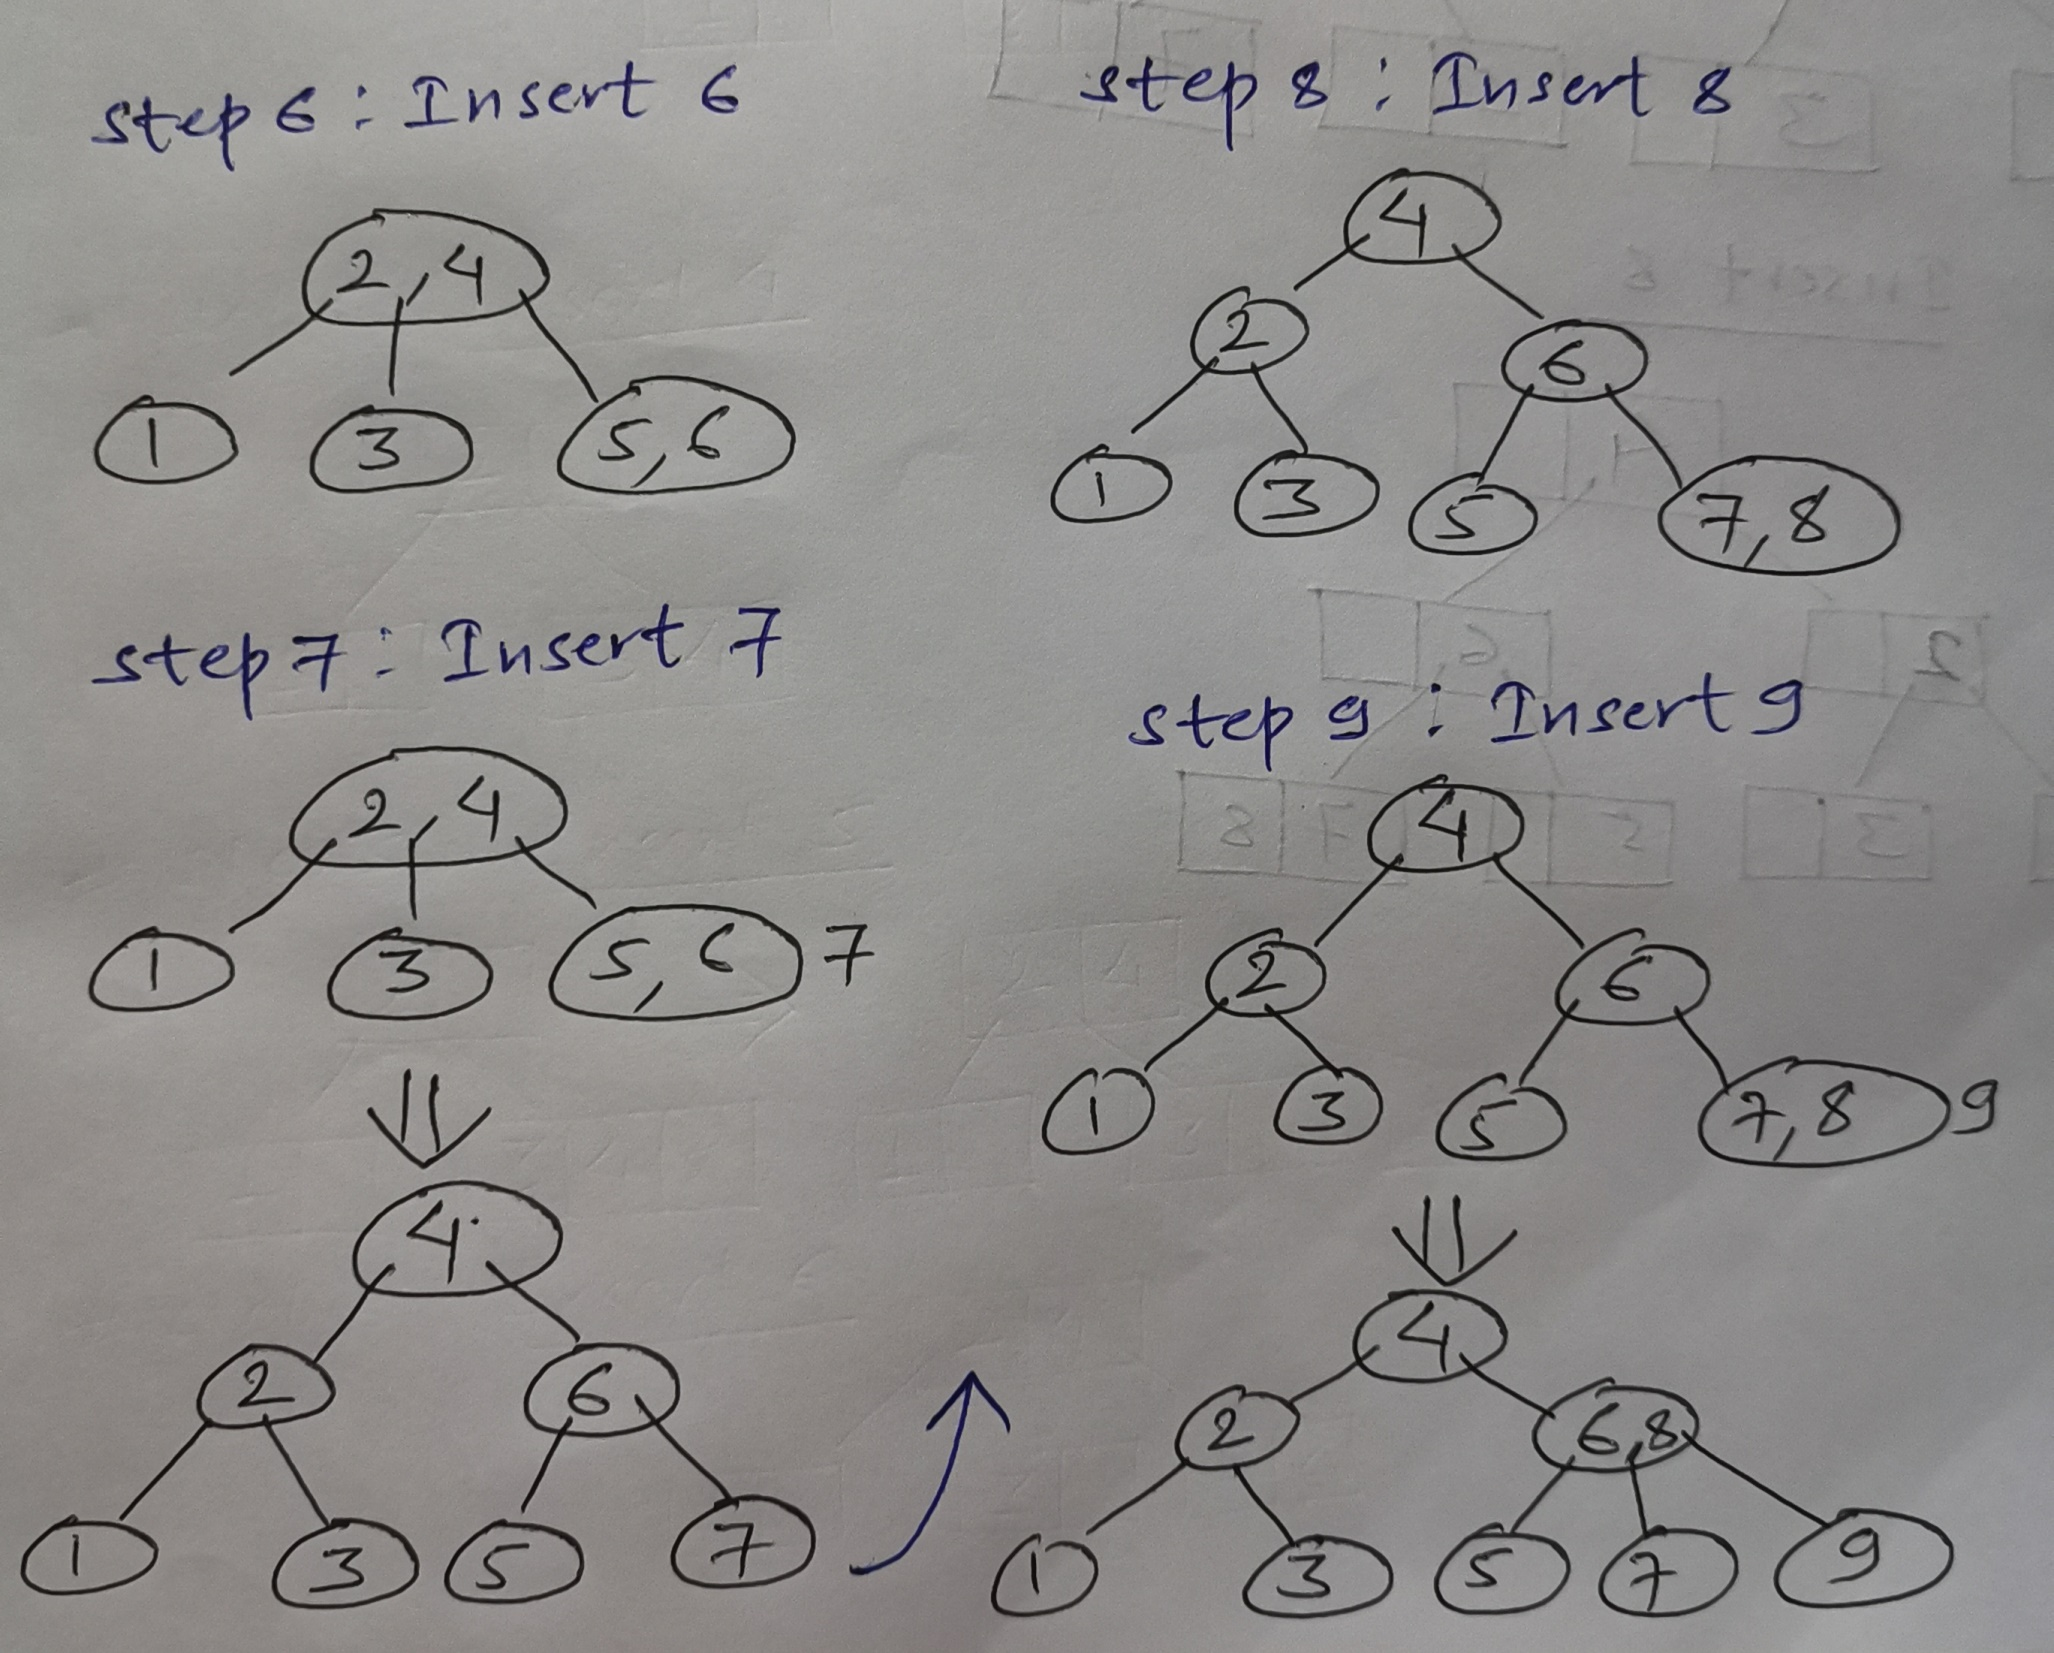 step 6 : Insert 6
2,4
1 3 5,6
step 7 : Insert 7
2,4
1 3 5,6 7
4
2 6
1 3 5 7
step 8 : Insert 8
4
2 6
1 3 5 7,8
step 9 : Insert 9
4
2 6
1 3 5 7,8 9
4
2 6,8
1 3 5 7 9